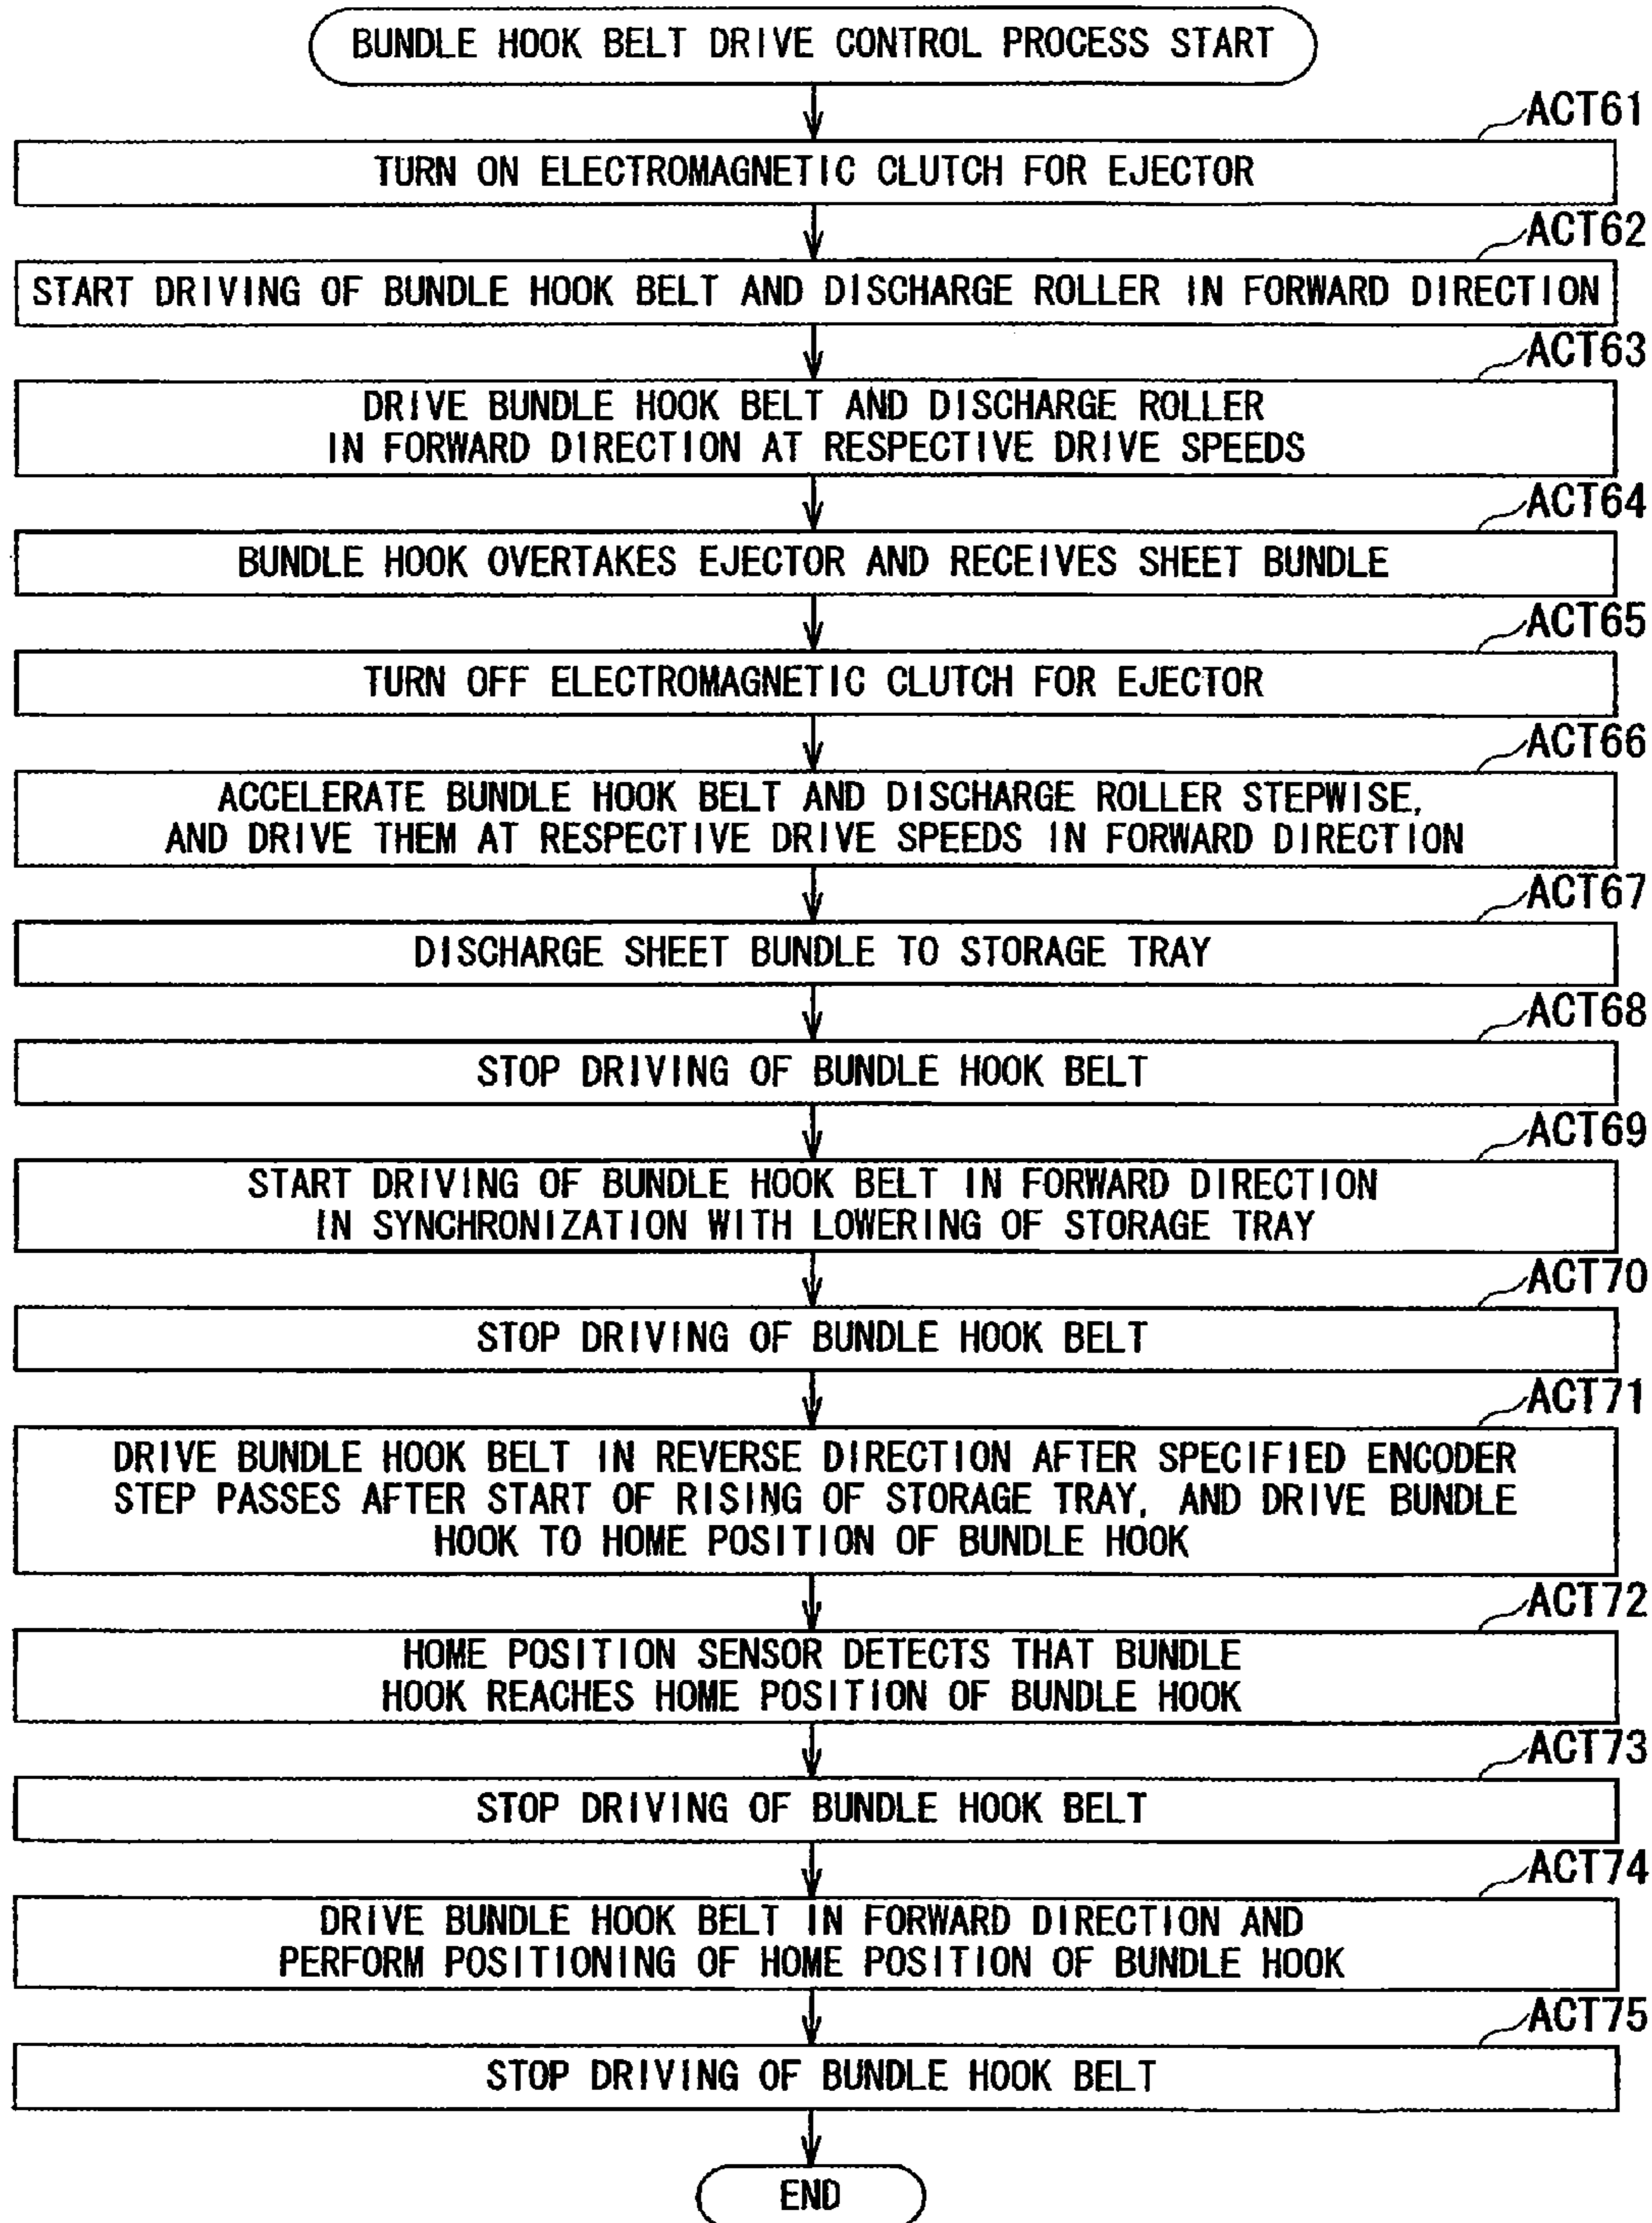 BUNDLE HOOK BELT DRIVE CONTROL PROCESS START
ACT61
TURN ON ELECTROMAGNETIC CLUTCH FOR EJECTOR
ACT62
START DRIVING OF BUNDLE HOOK BELT AND DISCHARGE ROLLER IN FORWARD DIRECTION
ACT63
DRIVE BUNDLE HOOK BELT AND DISCHARGE ROLLER
IN FORWARD DIRECTION AT RESPECTIVE DRIVE SPEEDS
ACT64
BUNDLE HOOK OVERTAKES EJECTOR AND RECEIVES SHEET BUNDLE
ACT65
TURN OFF ELECTROMAGNETIC CLUTCH FOR EJECTOR
ACT66
ACCELERATE BUNDLE HOOK BELT AND DISCHARGE ROLLER STEPWISE,
AND DRIVE THEM AT RESPECTIVE DRIVE SPEEDS IN FORWARD DIRECTION
ACT67
DISCHARGE SHEET BUNDLE TO STORAGE TRAY
ACT68
STOP DRIVING OF BUNDLE HOOK BELT
ACT69
START DRIVING OF BUNDLE HOOK BELT IN FORWARD DIRECTION
IN SYNCHRONIZATION WITH LOWERING OF STORAGE TRAY
ACT70
STOP DRIVING OF BUNDLE HOOK BELT
ACT71
DRIVE BUNDLE HOOK BELT IN REVERSE DIRECTION AFTER SPECIFIED ENCODER
STEP PASSES AFTER START OF RISING OF STORAGE TRAY, AND DRIVE BUNDLE
HOOK TO HOME POSITION OF BUNDLE HOOK
ACT72
HOME POSITION SENSOR DETECTS THAT BUNDLE
HOOK REACHES HOME POSITION OF BUNDLE HOOK
ACT73
STOP DRIVING OF BUNDLE HOOK BELT
ACT74
DRIVE BUNDLE HOOK BELT IN FORWARD DIRECTION AND
PERFORM POSITIONING OF HOME POSITION OF BUNDLE HOOK
ACT75
STOP DRIVING OF BUNDLE HOOK BELT
END